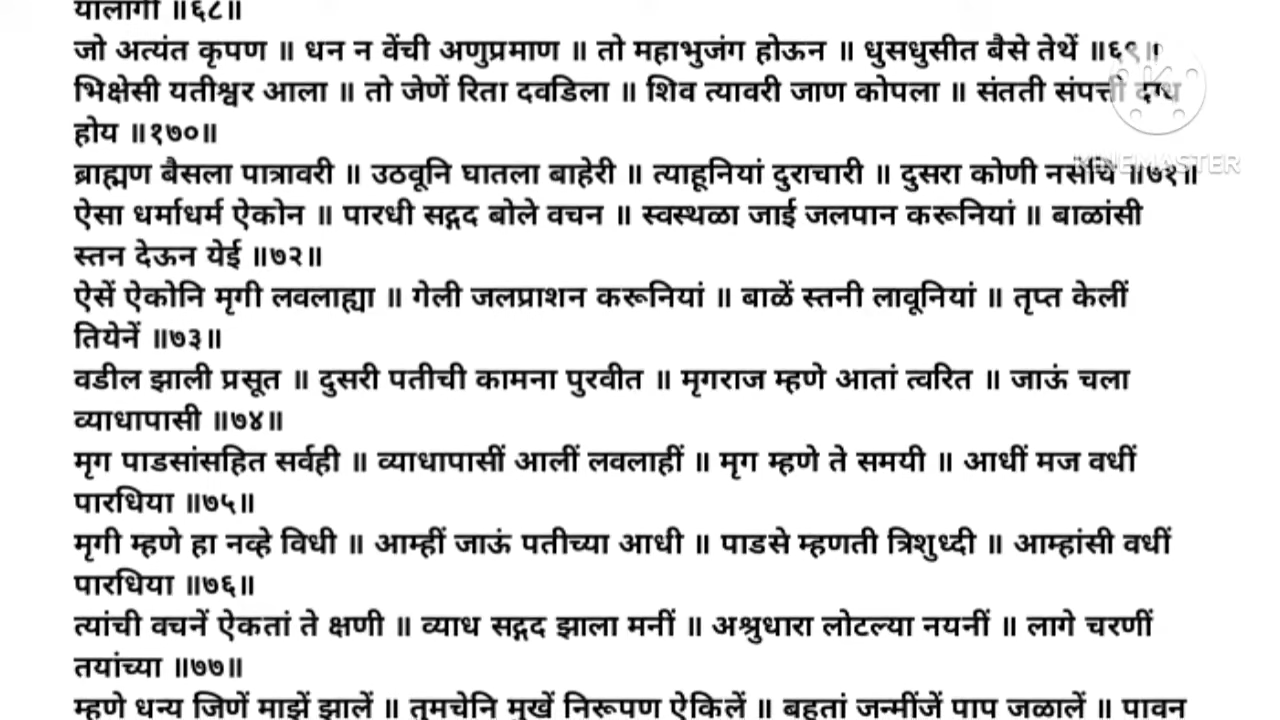 यालागी ॥६८॥
जो अत्यंत कृपण ॥ धन न वेंची अणुप्रमाण ॥ तो महाभुजंग होऊन ॥ धुसधुसीत बैसे तेथें ॥६९॥
भिक्षेसी यतीश्वर आला ॥ तो जेणें रिता दवडिला ॥ शिव त्यावरी जाण कोपला ॥ संतती संपत्ती दग्ध
होय ॥१७०॥
ब्राह्मण बैसला पात्रावरी ॥ उठवूनि घातला बाहेरी ॥ त्याहूनियां दुराचारी ॥ दुसरा कोणी नसेचि ॥७१॥
ऐसा धर्माधर्म ऐकोन ॥ पारधी सद्गद बोले वचन ॥ स्वस्थळा जाई जलपान करूनियां ॥ बाळांसी
स्तन देऊन येई ॥७२॥
ऐसें ऐकोनि मृगी लवलाह्या ॥ गेली जलप्राशन करूनियां ॥ बाळें स्तनी लावूनियां ॥ तृप्त केलीं
तियेनें ॥७३॥
वडील झाली प्रसूत ॥ दुसरी पतीची कामना पुरवीत ॥ मृगराज म्हणे आतां त्वरित ॥ जाऊं चला
व्याधापासी ॥७४॥
मृग पाडसांसहित सर्वही ॥ व्याधापासीं आलीं लवलाहीं ॥ मृग म्हणे ते समयी ॥ आधीं मज वधीं
पारधिया ॥७५॥
मृगी म्हणे हा नव्हे विधी ॥ आम्हीं जाऊं पतीच्या आधी ॥ पाडसे म्हणती त्रिशुध्दी ॥ आम्हांसी वधीं
पारधिया ॥७६॥
त्यांची वचनें ऐकतां ते क्षणी ॥ व्याध सद्गद झाला मनीं ॥ अश्रुधारा लोटल्या नयनीं ॥ लागे चरणीं
तयांच्या ॥७७॥
म्हणे धन्य जिणें माझें झालें ॥ तुमचेनि मुखें निरूपण ऐकिलें ॥ बहुतां जन्मींजें पाप जळालें ॥ पावन
KINEMASTER